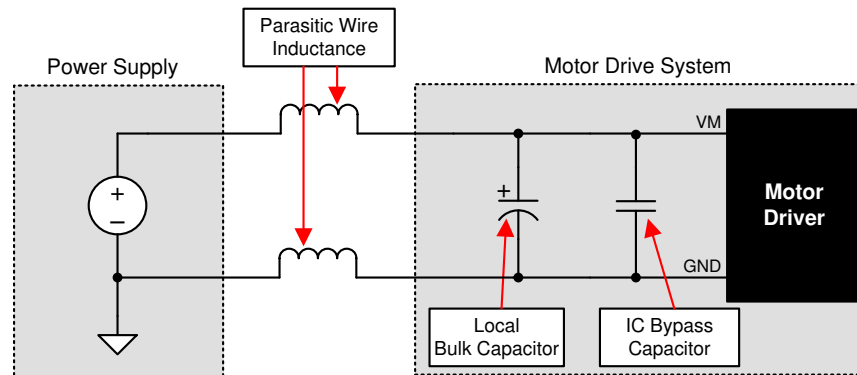 Parasitic Wire
Inductance
Power Supply
Motor Drive System
VM
+
–
+
Motor
Driver
GND
Local
Bulk Capacitor
IC Bypass
Capacitor